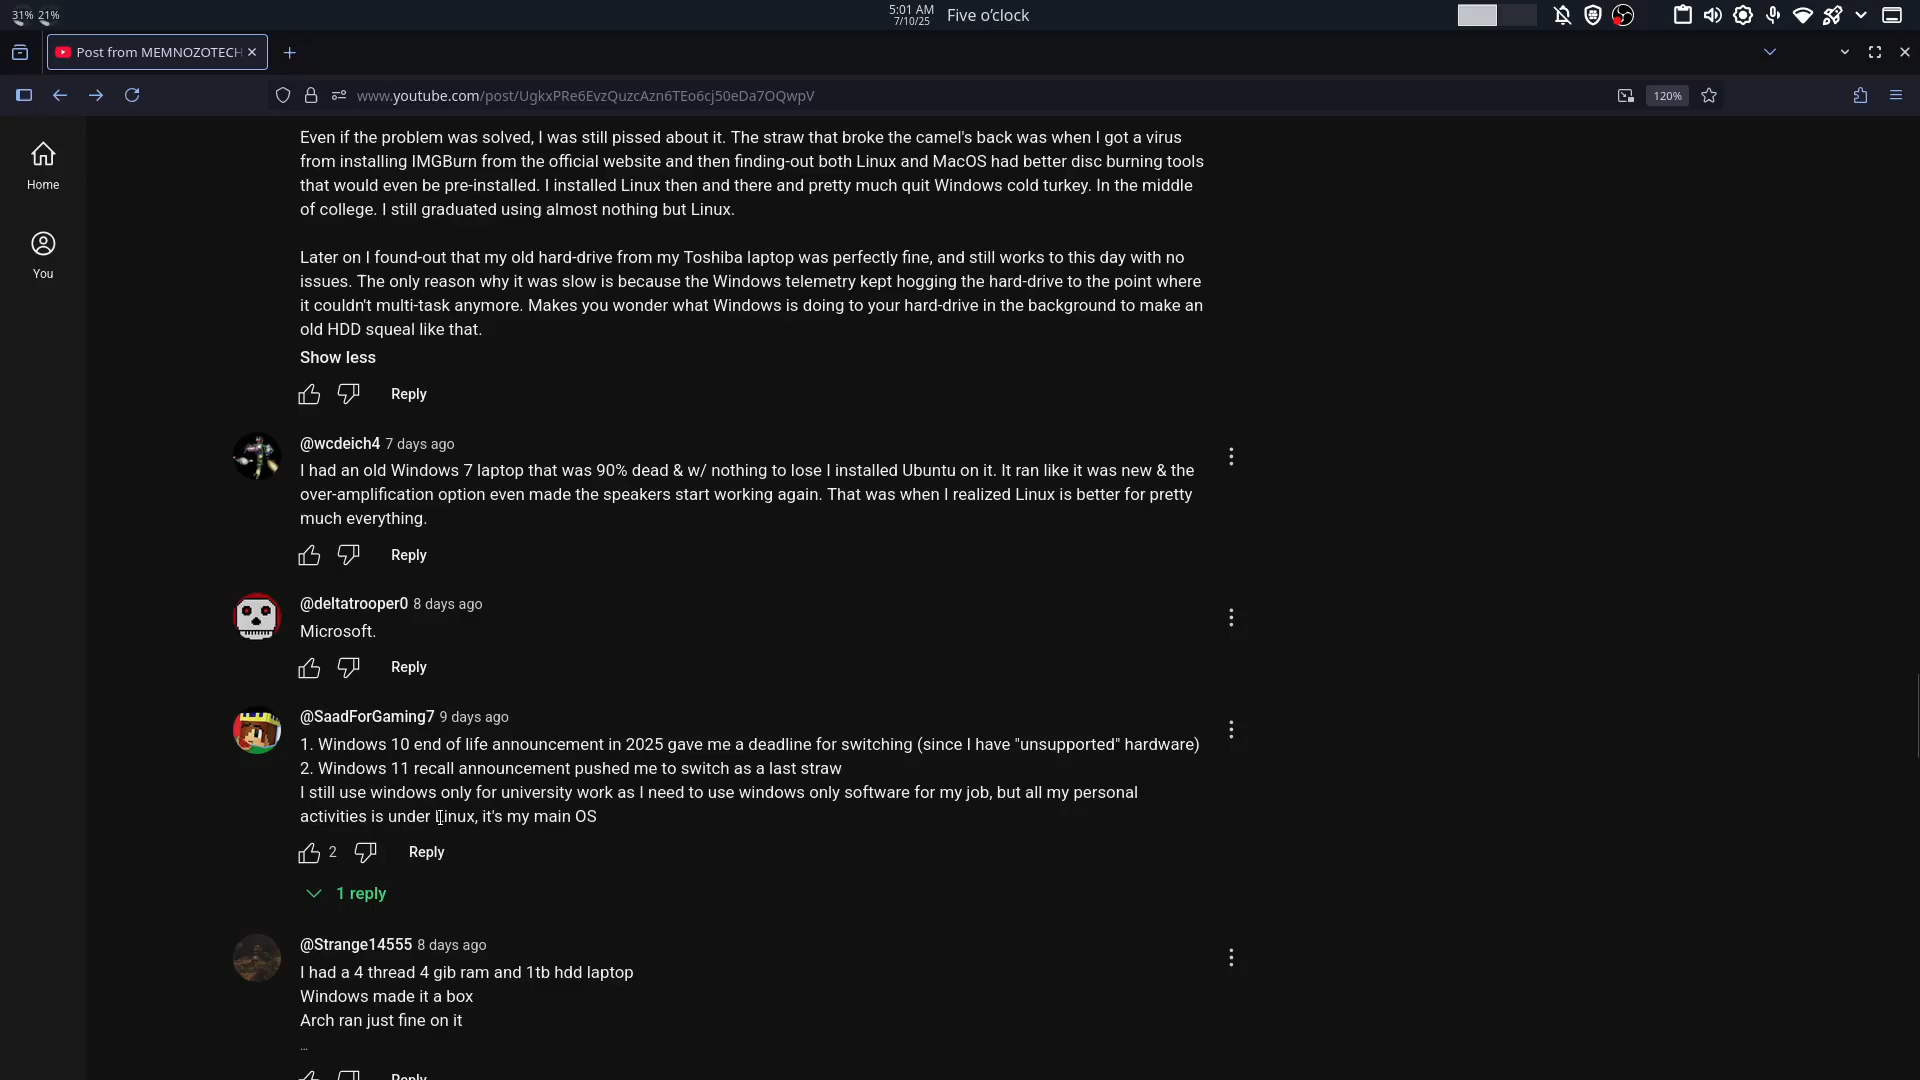 31% 21%
5:01 AM
7/10/25
Five o'clock
Post from MEMNOZOTECH
www.youtube.com/post/UgkxPRe6EvzQuzcAzn6TEo6cj50eDa7OQwpV
120%
Home
You
Even if the problem was solved, I was still pissed about it. The straw that broke the camel's back was when I got a virus
from installing IMGBurn from the official website and then finding-out both Linux and MacOS had better disc burning tools
that would even be pre-installed. I installed Linux then and there and pretty much quit Windows cold turkey. In the middle
of college. I still graduated using almost nothing but Linux.
Later on I found-out that my old hard-drive from my Toshiba laptop was perfectly fine, and still works to this day with no
issues. The only reason why it was slow is because the Windows telemetry kept hogging the hard-drive to the point where
it couldn't multi-task anymore. Makes you wonder what Windows is doing to your hard-drive in the background to make an
old HDD squeal like that.
Show less
Reply
@wcdeich4 7 days ago
I had an old Windows 7 laptop that was 90% dead & w/ nothing to lose I installed Ubuntu on it. It ran like it was new & the
over-amplification option even made the speakers start working again. That was when I realized Linux is better for pretty
much everything.
Reply
@deltatrooper0 8 days ago
Microsoft.
Reply
@SaadForGaming7 9 days ago
1. Windows 10 end of life announcement in 2025 gave me a deadline for switching (since I have "unsupported" hardware)
2. Windows 11 recall announcement pushed me to switch as a last straw
I still use windows only for university work as I need to use windows only software for my job, but all my personal
activities is under Linux, it's my main OS
2 Reply
1 reply
@Strange14555 8 days ago
I had a 4 thread 4 gib ram and 1tb hdd laptop
Windows made it a box
Arch ran just fine on it
...
Reply